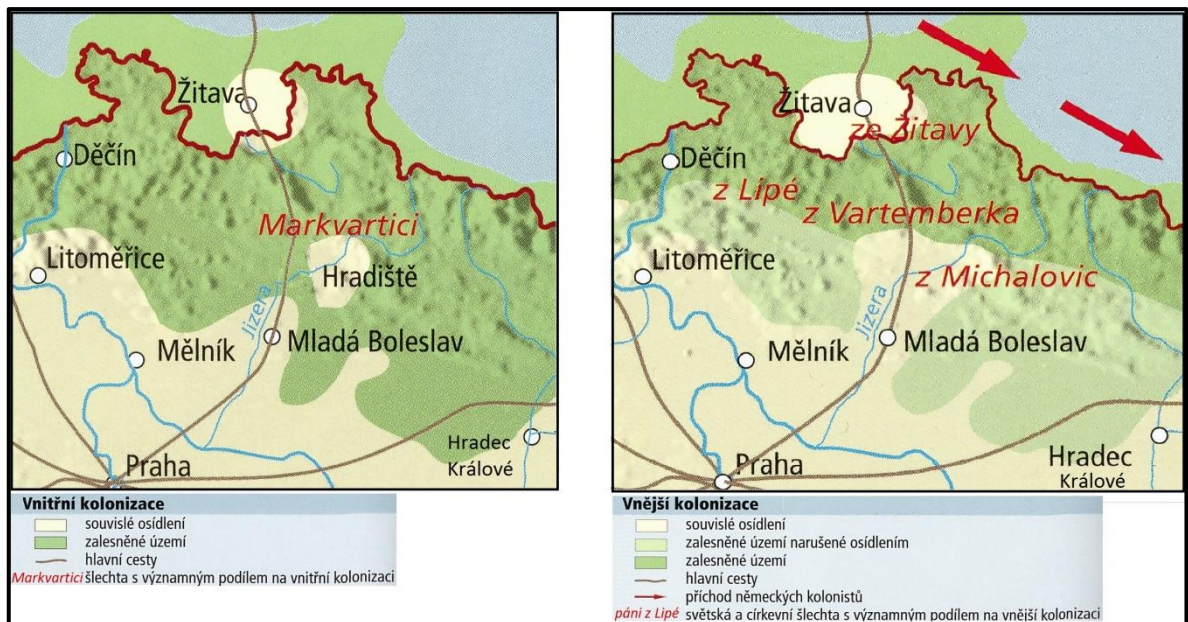 Žitava
Děčín
Markvartici
Litoměřice
Hradiště
Jizera
Mělník
Mladá Boleslav
Hradec
Králové
Praha
Vnitřní kolonizace
souvislé osídlení
zalesněné území
hlavní cesty
Markvartici šlechta s významným podílem na vnitřní kolonizaci
Žitava
ze Žitavy
Děčín
z Lipé
z Vartemberka
Litoměřice
z Michalovic
Jizera
Mělník
Mladá Boleslav
Hradec
Králové
Praha
Vnější kolonizace
souvislé osídlení
zalesněné území narušené osídlením
zalesněné území
hlavní cesty
příchod německých kolonistů
páni z Lipé světská a církevní šlechta s významným podílem na vnější kolonizaci